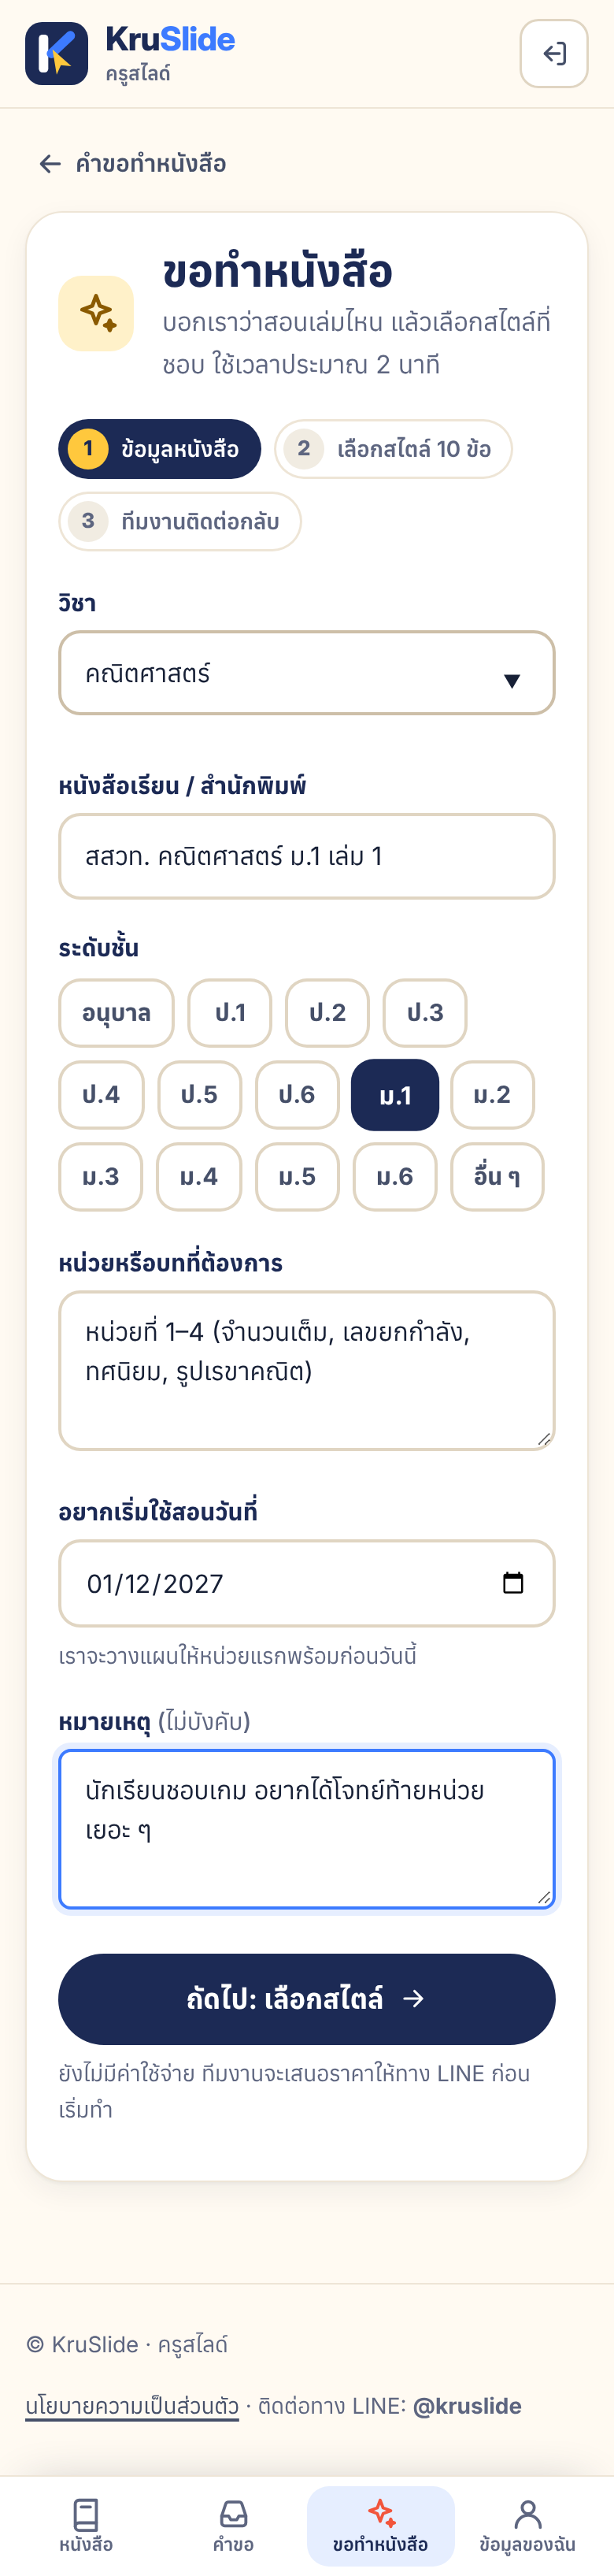 KruSlide
ครูสไลด์
คำขอทำหนังสือ
ขอทำหนังสือ
บอกเราว่าสอนเล่มไหน แล้วเลือกสไตล์ที่
ชอบ ใช้เวลาประมาณ 2 นาที
1 ข้อมูลหนังสือ
2 เลือกสไตล์ 10 ข้อ
3 ทีมงานติดต่อกลับ
วิชา
คณิตศาสตร์
หนังสือเรียน / สำนักพิมพ์
สสวท. คณิตศาสตร์ ม.1 เล่ม 1
ระดับชั้น
อนุบาล ป.1 ป.2 ป.3
ป.4 ป.5 ป.6 ม.1 ม.2
ม.3 ม.4 ม.5 ม.6 อื่น ๆ
หน่วยหรือบทที่ต้องการ
หน่วยที่ 1–4 (จำนวนเต็ม, เลขยกกำลัง,
ทศนิยม, รูปเรขาคณิต)
อยากเริ่มใช้สอนวันที่
01/12/2027
เราจะวางแผนให้หน่วยแรกพร้อมก่อนวันนี้
หมายเหตุ (ไม่บังคับ)
นักเรียนชอบเกม อยากได้โจทย์ท้ายหน่วย
เยอะ ๆ
ถัดไป: เลือกสไตล์ →
ยังไม่มีค่าใช้จ่าย ทีมงานจะเสนอราคาให้ทาง LINE ก่อน
เริ่มทำ
© KruSlide · ครูสไลด์
นโยบายความเป็นส่วนตัว · ติดต่อทาง LINE: @kruslide
หนังสือ คำขอ ขอทำหนังสือ ข้อมูลของฉัน